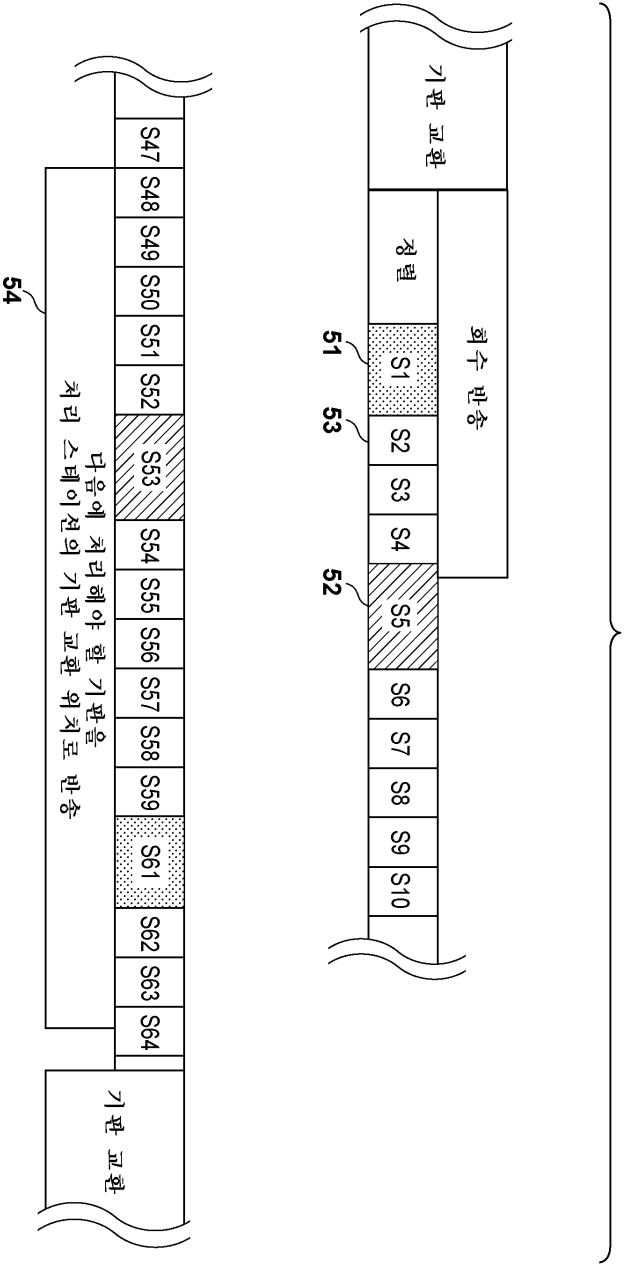 기판 교환
회수 반송
정렬
S1
S2
S3
S4
S5
S6
S7
S8
S9
S10
51
53
52
S47
S48
S49
S50
S51
S52
S53
S54
S55
S56
S57
S58
S59
S61
S62
S63
S64
다음에 처리해야 할 기판을
처리 스테이션의 기판 교환 위치로 반송
기판 교환
54